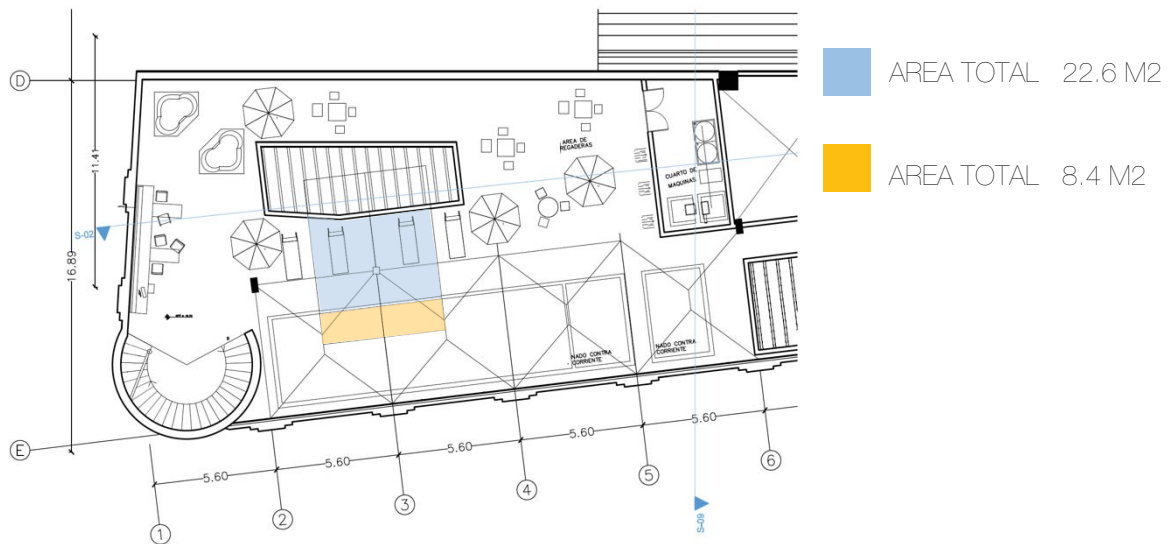 D
11.41
16.89
AREA DE
REGADERAS
CUARTO DE
MAQUINAS
S-02
NADO CONTRA
CORRIENTE
NADO CONTRA
CORRIENTE
E
5.60
5.60
5.60
5.60
5.60
1
2
3
4
5
6
S-09
AREA TOTAL 22.6 M2
AREA TOTAL 8.4 M2